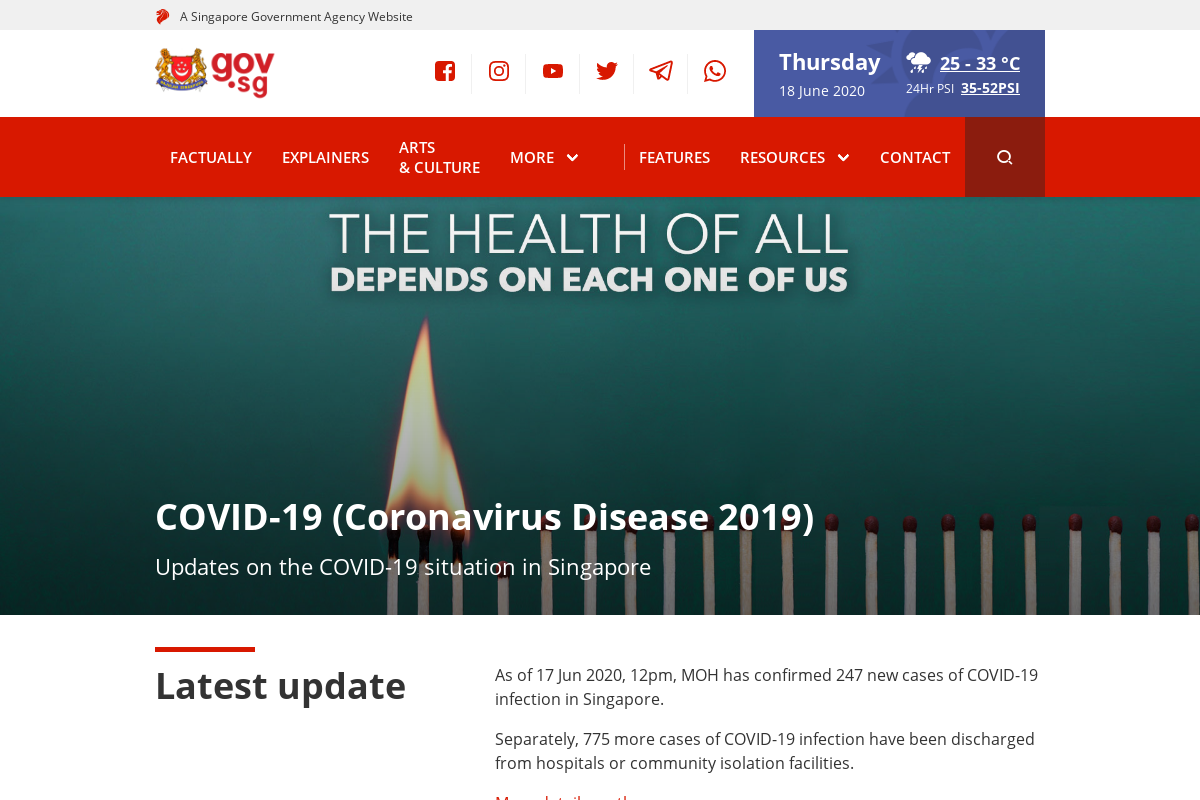 A Singapore Government Agency Website
gov
.sg
Thursday
18 June 2020
25 - 33 °C
24Hr PSI 35-52PSI
FACTUALLY
EXPLAINERS
ARTS
& CULTURE
MORE
FEATURES
RESOURCES
CONTACT
THE HEALTH OF ALL
DEPENDS ON EACH ONE OF US
COVID-19 (Coronavirus Disease 2019)
Updates on the COVID-19 situation in Singapore
Latest update
As of 17 Jun 2020, 12pm, MOH has confirmed 247 new cases of COVID-19
infection in Singapore.
Separately, 775 more cases of COVID-19 infection have been discharged
from hospitals or community isolation facilities.